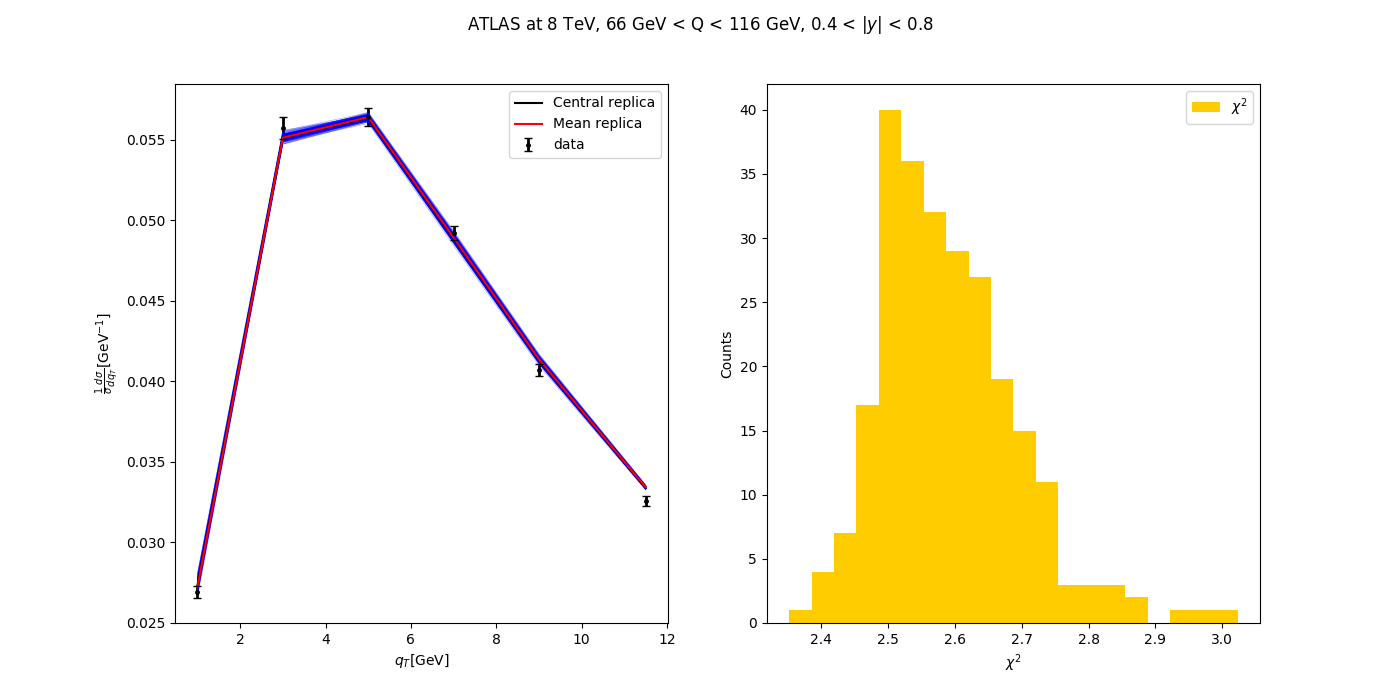 ATLAS at 8 TeV, 66 GeV < Q < 116 GeV, 0.4 < |y| < 0.8
1/σ dσ/dq_T [GeV⁻¹]
0.055
0.050
0.045
0.040
0.035
0.030
0.025
2 4 6 8 10 12
q_T[GeV]
Central replica
Mean replica
data
Counts
40
35
30
25
20
15
10
5
0
2.4 2.5 2.6 2.7 2.8 2.9 3.0
χ²
χ²